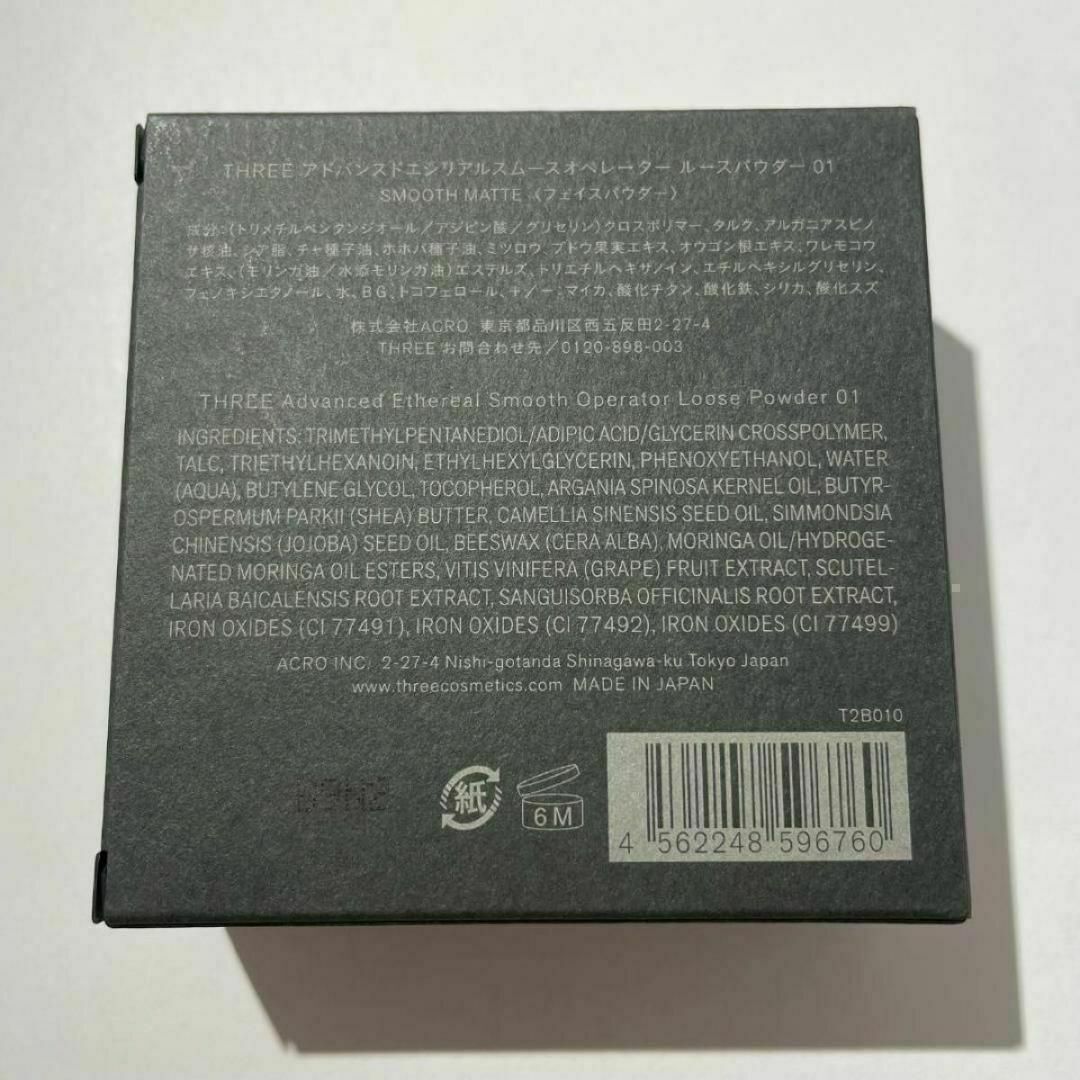 THREE アドバンスドエシリアルスムースオペレーター ルースパウダー 01
SMOOTH MATTE 〈フェイスパウダー〉
成分:(トリメチルペンタンジオール/アジピン酸/グリセリン)クロスポリマー、タルク、アルガニアスピノ
サ核油、シア脂、チャ種子油、ホホバ種子油、ミツロウ、ブドウ果実エキス、オウゴン根エキス、ワレモコウ
エキス、(モリンガ油/水添モリンガ油)エステルズ、トリエチルヘキサノイン、エチルヘキシルグリセリン、
フェノキシエタノール、水、BG、トコフェロール、+/-:マイカ、酸化チタン、酸化鉄、シリカ、酸化スズ
株式会社ACRO 東京都品川区西五反田2-27-4
THREE お問合わせ先/0120-898-003
THREE Advanced Ethereal Smooth Operator Loose Powder 01
INGREDIENTS: TRIMETHYLPENTANEDIOL/ADIPIC ACID/GLYCERIN CROSSPOLYMER,
TALC, TRIETHYLHEXANOIN, ETHYLHEXYLGLYCERIN, PHENOXYETHANOL, WATER
(AQUA), BUTYLENE GLYCOL, TOCOPHEROL, ARGANIA SPINOSA KERNEL OIL, BUTYR-
OSPERMUM PARKII (SHEA) BUTTER, CAMELLIA SINENSIS SEED OIL, SIMMONDSIA
CHINENSIS (JOJOBA) SEED OIL, BEESWAX (CERA ALBA), MORINGA OIL/HYDROGE-
NATED MORINGA OIL ESTERS, VITIS VINIFERA (GRAPE) FRUIT EXTRACT, SCUTEL-
LARIA BAICALENSIS ROOT EXTRACT, SANGUISORBA OFFICINALIS ROOT EXTRACT,
IRON OXIDES (CI 77491), IRON OXIDES (CI 77492), IRON OXIDES (CI 77499)
ACRO INC. 2-27-4 Nishi-gotanda Shinagawa-ku Tokyo Japan
www.threecosmetics.com MADE IN JAPAN
T2B010
紙
6M
4 562248 596760